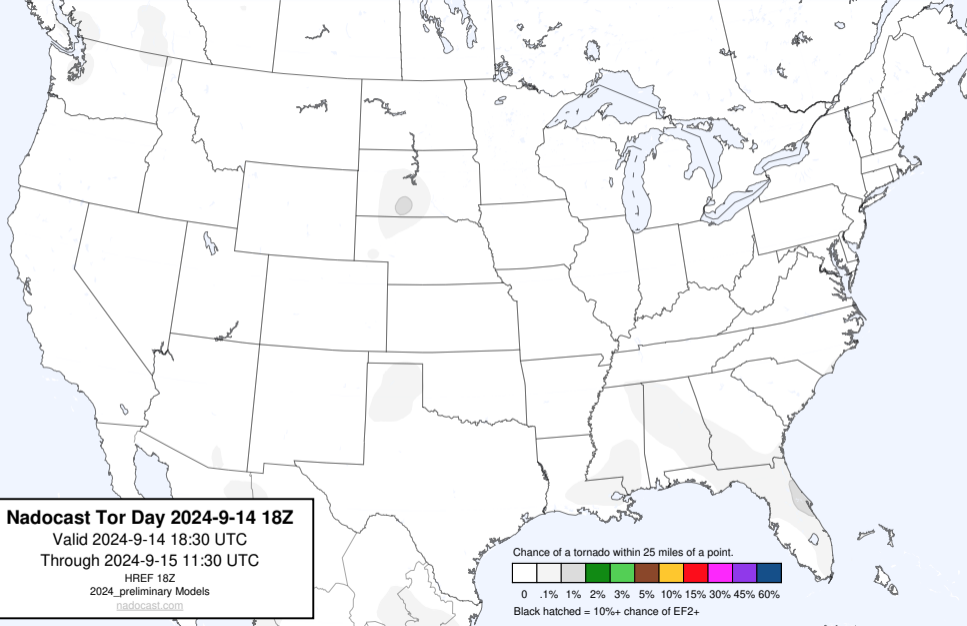 Nadocast Tor Day 2024-9-14 18Z
Valid 2024-9-14 18:30 UTC
Through 2024-9-15 11:30 UTC
HREF 18Z
2024_preliminary Models
nadocast.com
Chance of a tornado within 25 miles of a point.
0 .1% 1% 2% 3% 5% 10% 15% 30% 45% 60%
Black hatched = 10%+ chance of EF2+